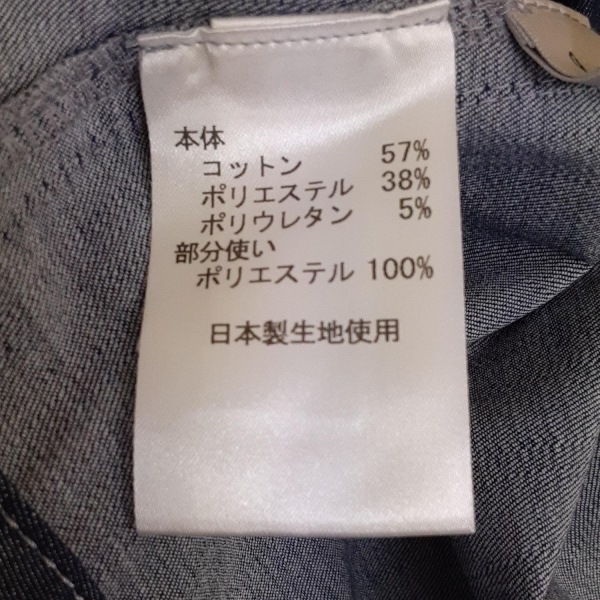 本体
コットン 57%
ポリエステル 38%
ポリウレタン 5%
部分使い
ポリエステル 100%
日本製生地使用